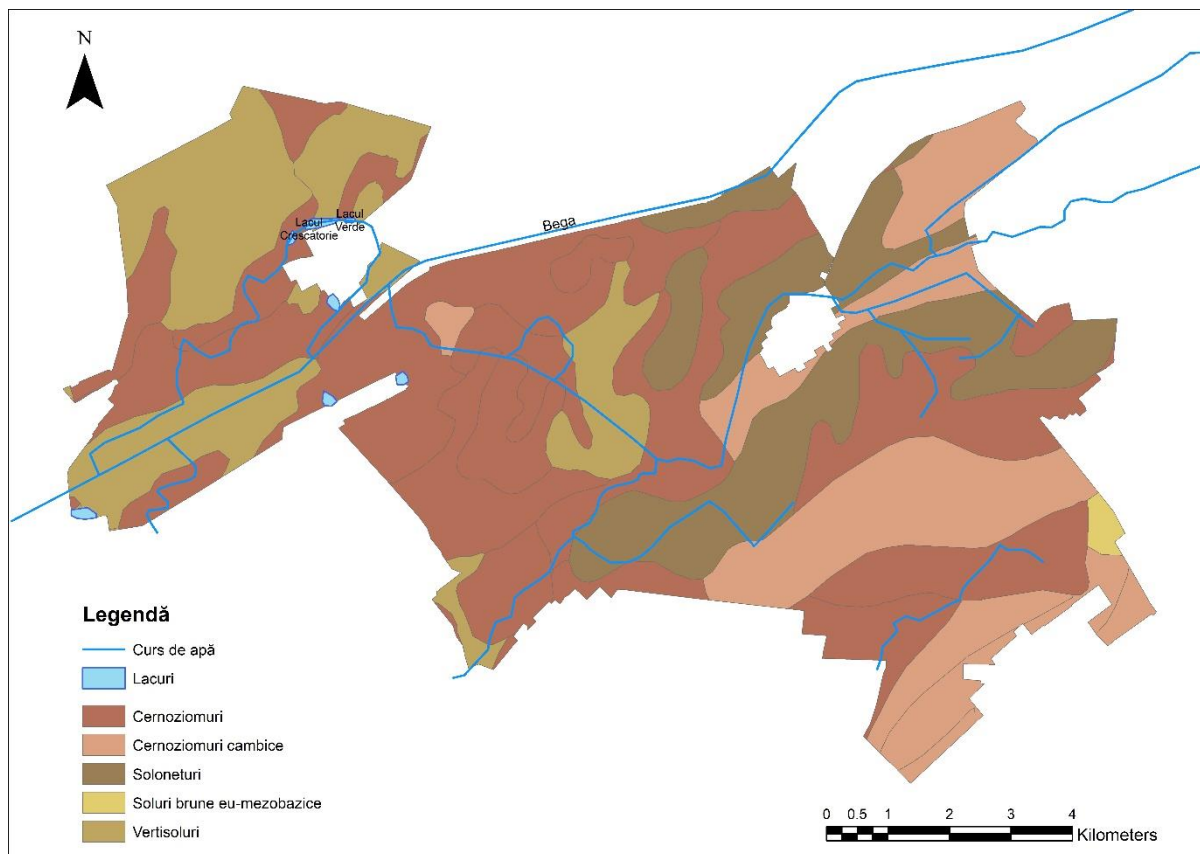 N
Lacul
Verde
Lacul
Crescatorie
Bega
Legendă
Curs de apă
Lacuri
Cernoziomuri
Cernoziomuri cambice
Soloneturi
Soluri brune eu-mezobazice
Vertisoluri
0 0.5 1 2 3 4
Kilometers